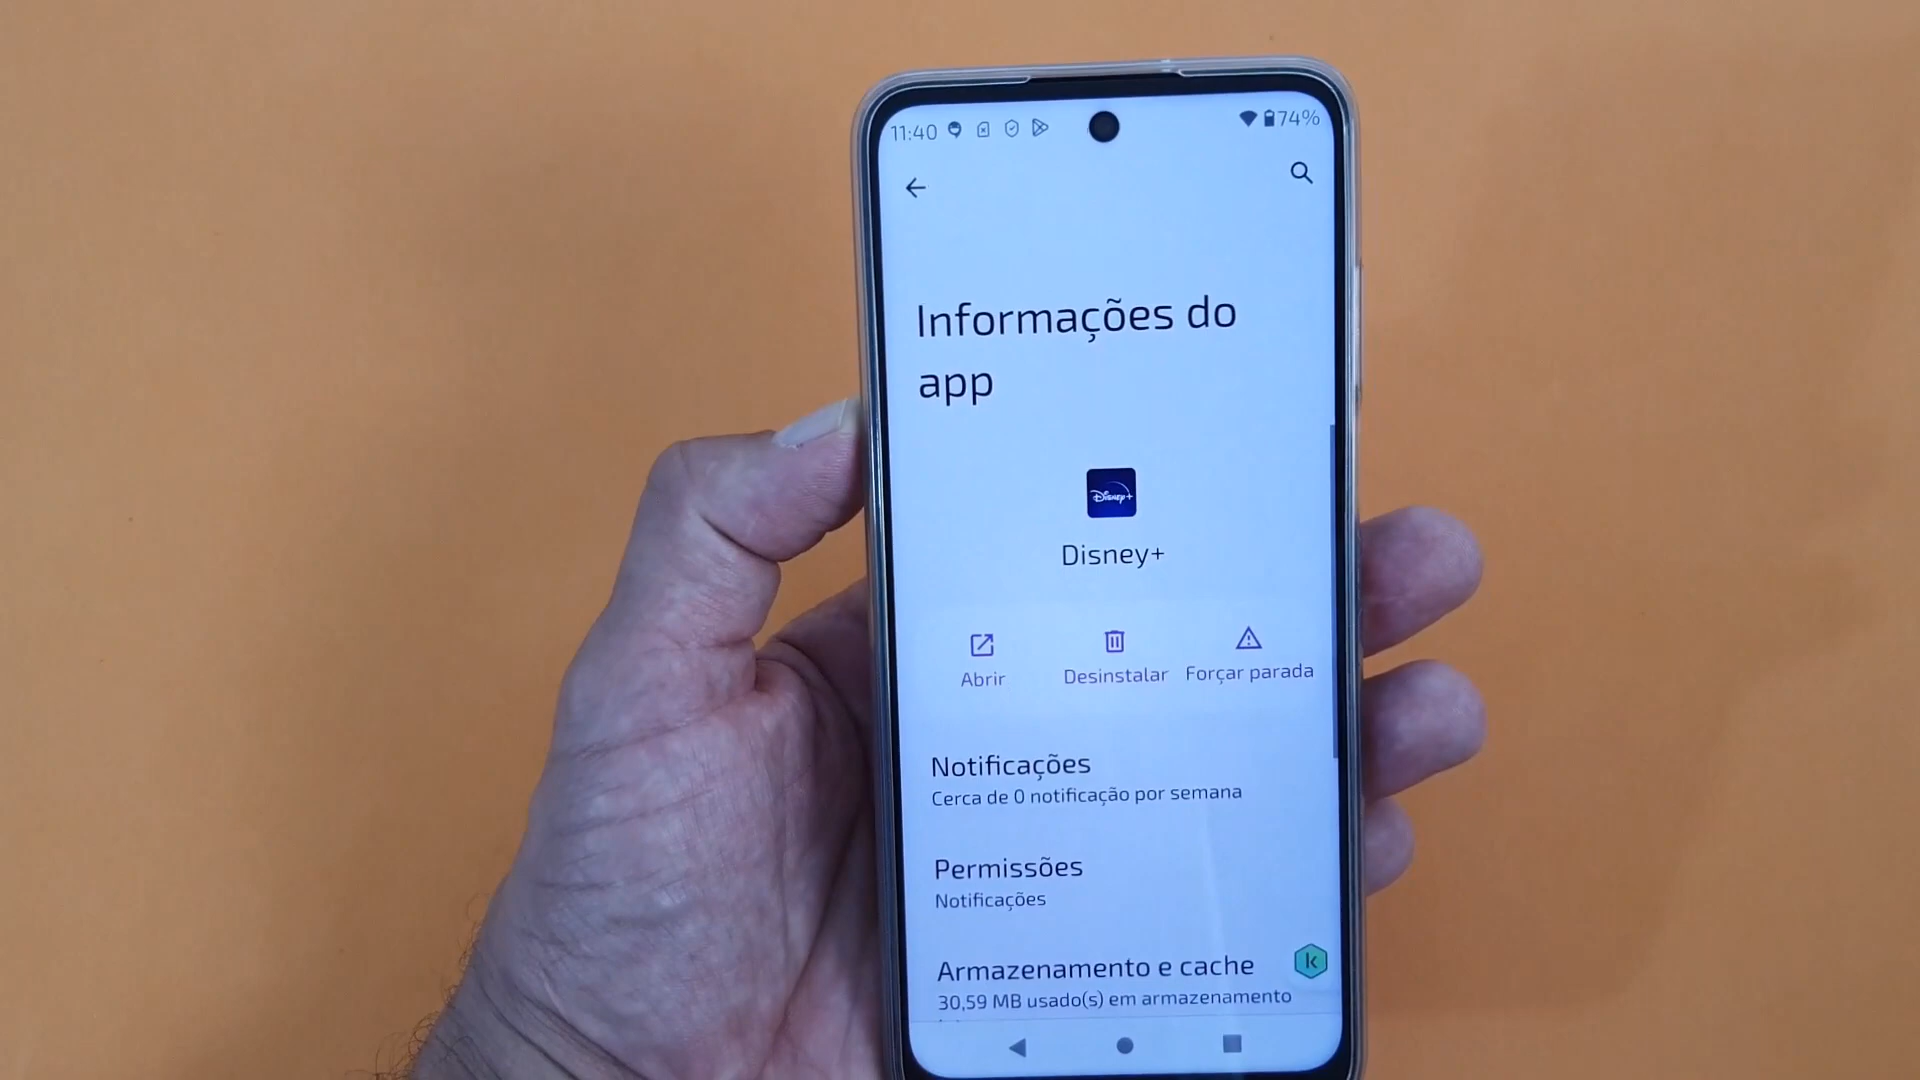 11:40
74%
Informações do
app
Disney+
Disney+
Abrir
Desinstalar
Forçar parada
Notificações
Cerca de 0 notificação por semana
Permissões
Notificações
Armazenamento e cache
k
30,59 MB usado(s) em armazenamento